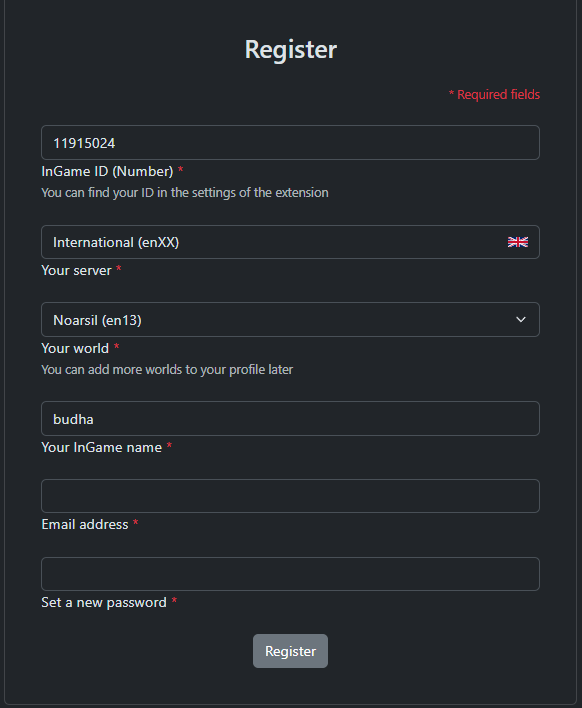 Register
* Required fields
11915024
InGame ID (Number) *
You can find your ID in the settings of the extension
International (enXX)
Your server *
Noarsil (en13)
Your world *
You can add more worlds to your profile later
budha
Your InGame name *
Email address *
Set a new password *
Register